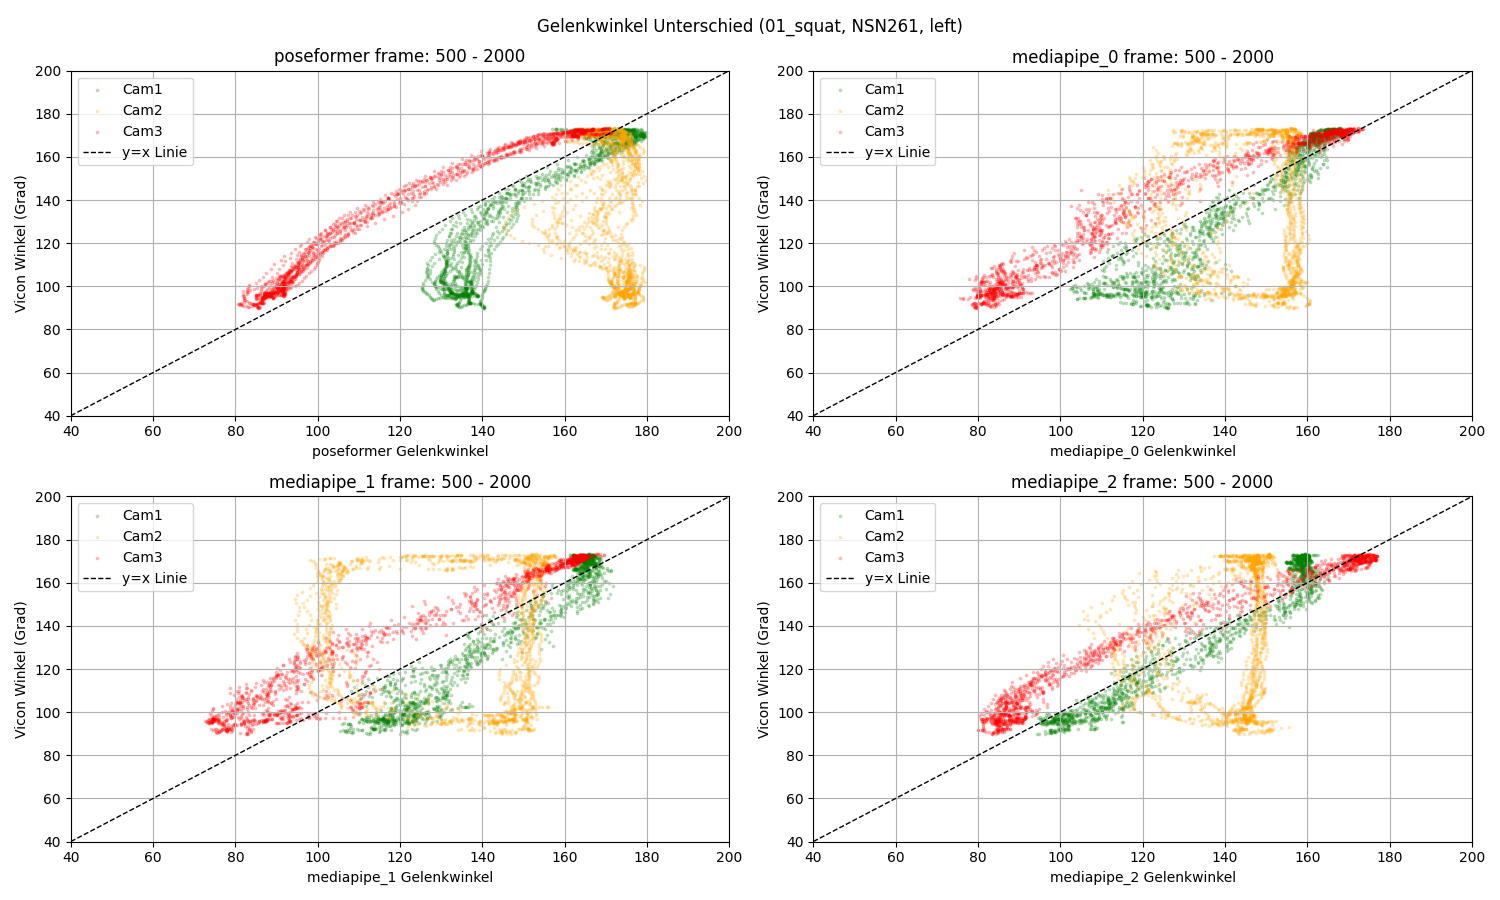 Gelenkwinkel Unterschied (01_squat, NSN261, left)
poseformer frame: 500 - 2000
200
180
160
140
120
100
80
60
40
Vicon Winkel (Grad)
Cam1
Cam2
Cam3
y=x Linie
40 60 80 100 120 140 160 180 200
poseformer Gelenkwinkel
mediapipe_0 frame: 500 - 2000
200
180
160
140
120
100
80
60
40
Vicon Winkel (Grad)
Cam1
Cam2
Cam3
y=x Linie
40 60 80 100 120 140 160 180 200
mediapipe_0 Gelenkwinkel
mediapipe_1 frame: 500 - 2000
200
180
160
140
120
100
80
60
40
Vicon Winkel (Grad)
Cam1
Cam2
Cam3
y=x Linie
40 60 80 100 120 140 160 180 200
mediapipe_1 Gelenkwinkel
mediapipe_2 frame: 500 - 2000
200
180
160
140
120
100
80
60
40
Vicon Winkel (Grad)
Cam1
Cam2
Cam3
y=x Linie
40 60 80 100 120 140 160 180 200
mediapipe_2 Gelenkwinkel